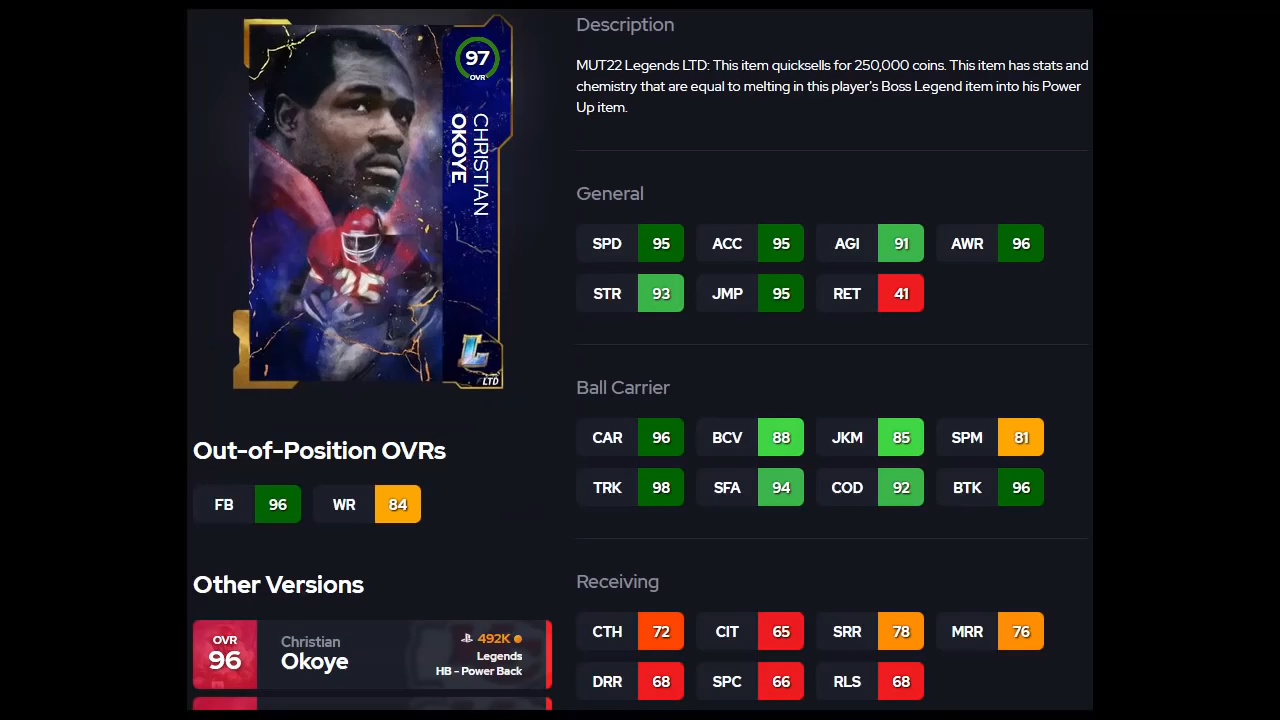 97
OVR
CHRISTIAN
OKOYE
35
L
LTD
Out-of-Position OVRs
FB 96 WR 84
Other Versions
OVR
96
Christian
Okoye
492K
Legends
HB - Power Back
Description
MUT22 Legends LTD: This item quicksells for 250,000 coins. This item has stats and
chemistry that are equal to melting in this player's Boss Legend item into his Power
Up item.
General
SPD 95 ACC 95 AGI 91 AWR 96
STR 93 JMP 95 RET 41
Ball Carrier
CAR 96 BCV 88 JKM 85 SPM 81
TRK 98 SFA 94 COD 92 BTK 96
Receiving
CTH 72 CIT 65 SRR 78 MRR 76
DRR 68 SPC 66 RLS 68